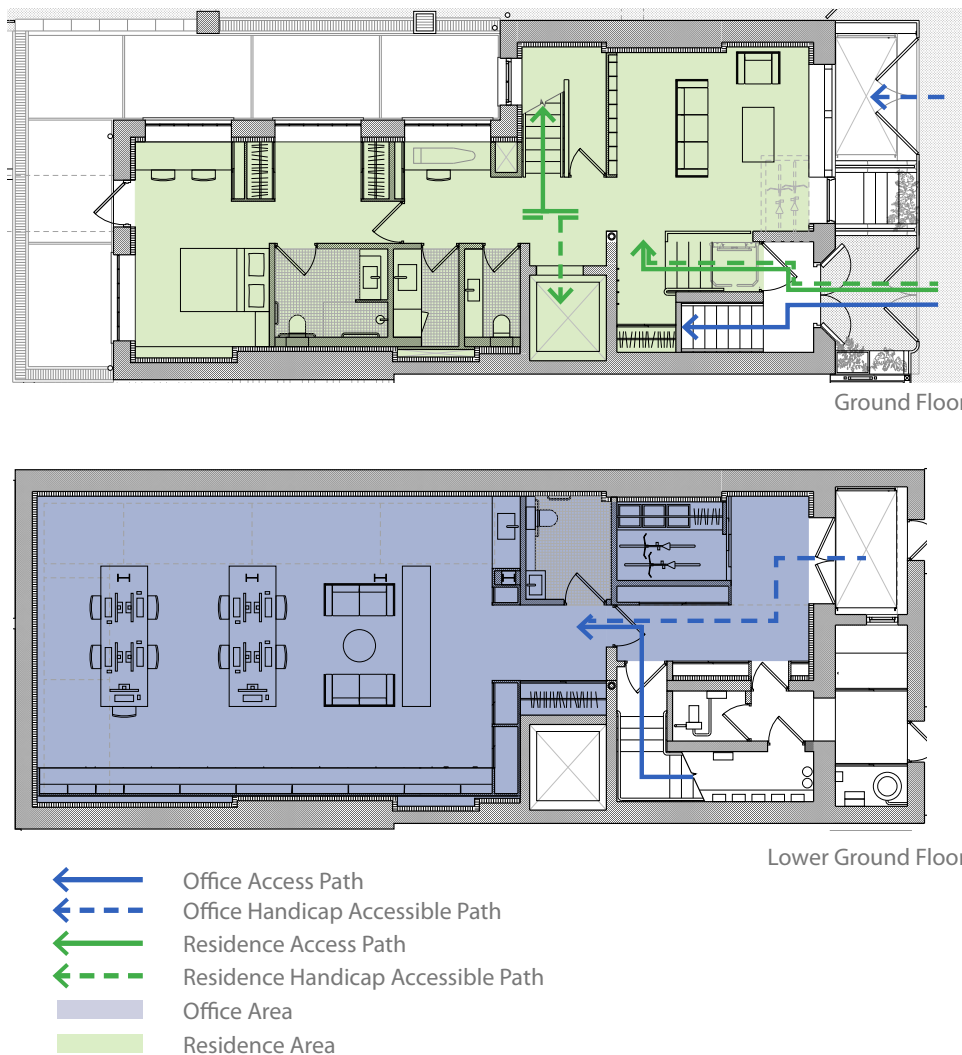 Ground Floor
Lower Ground Floor
Office Access Path
Office Handicap Accessible Path
Residence Access Path
Residence Handicap Accessible Path
Office Area
Residence Area